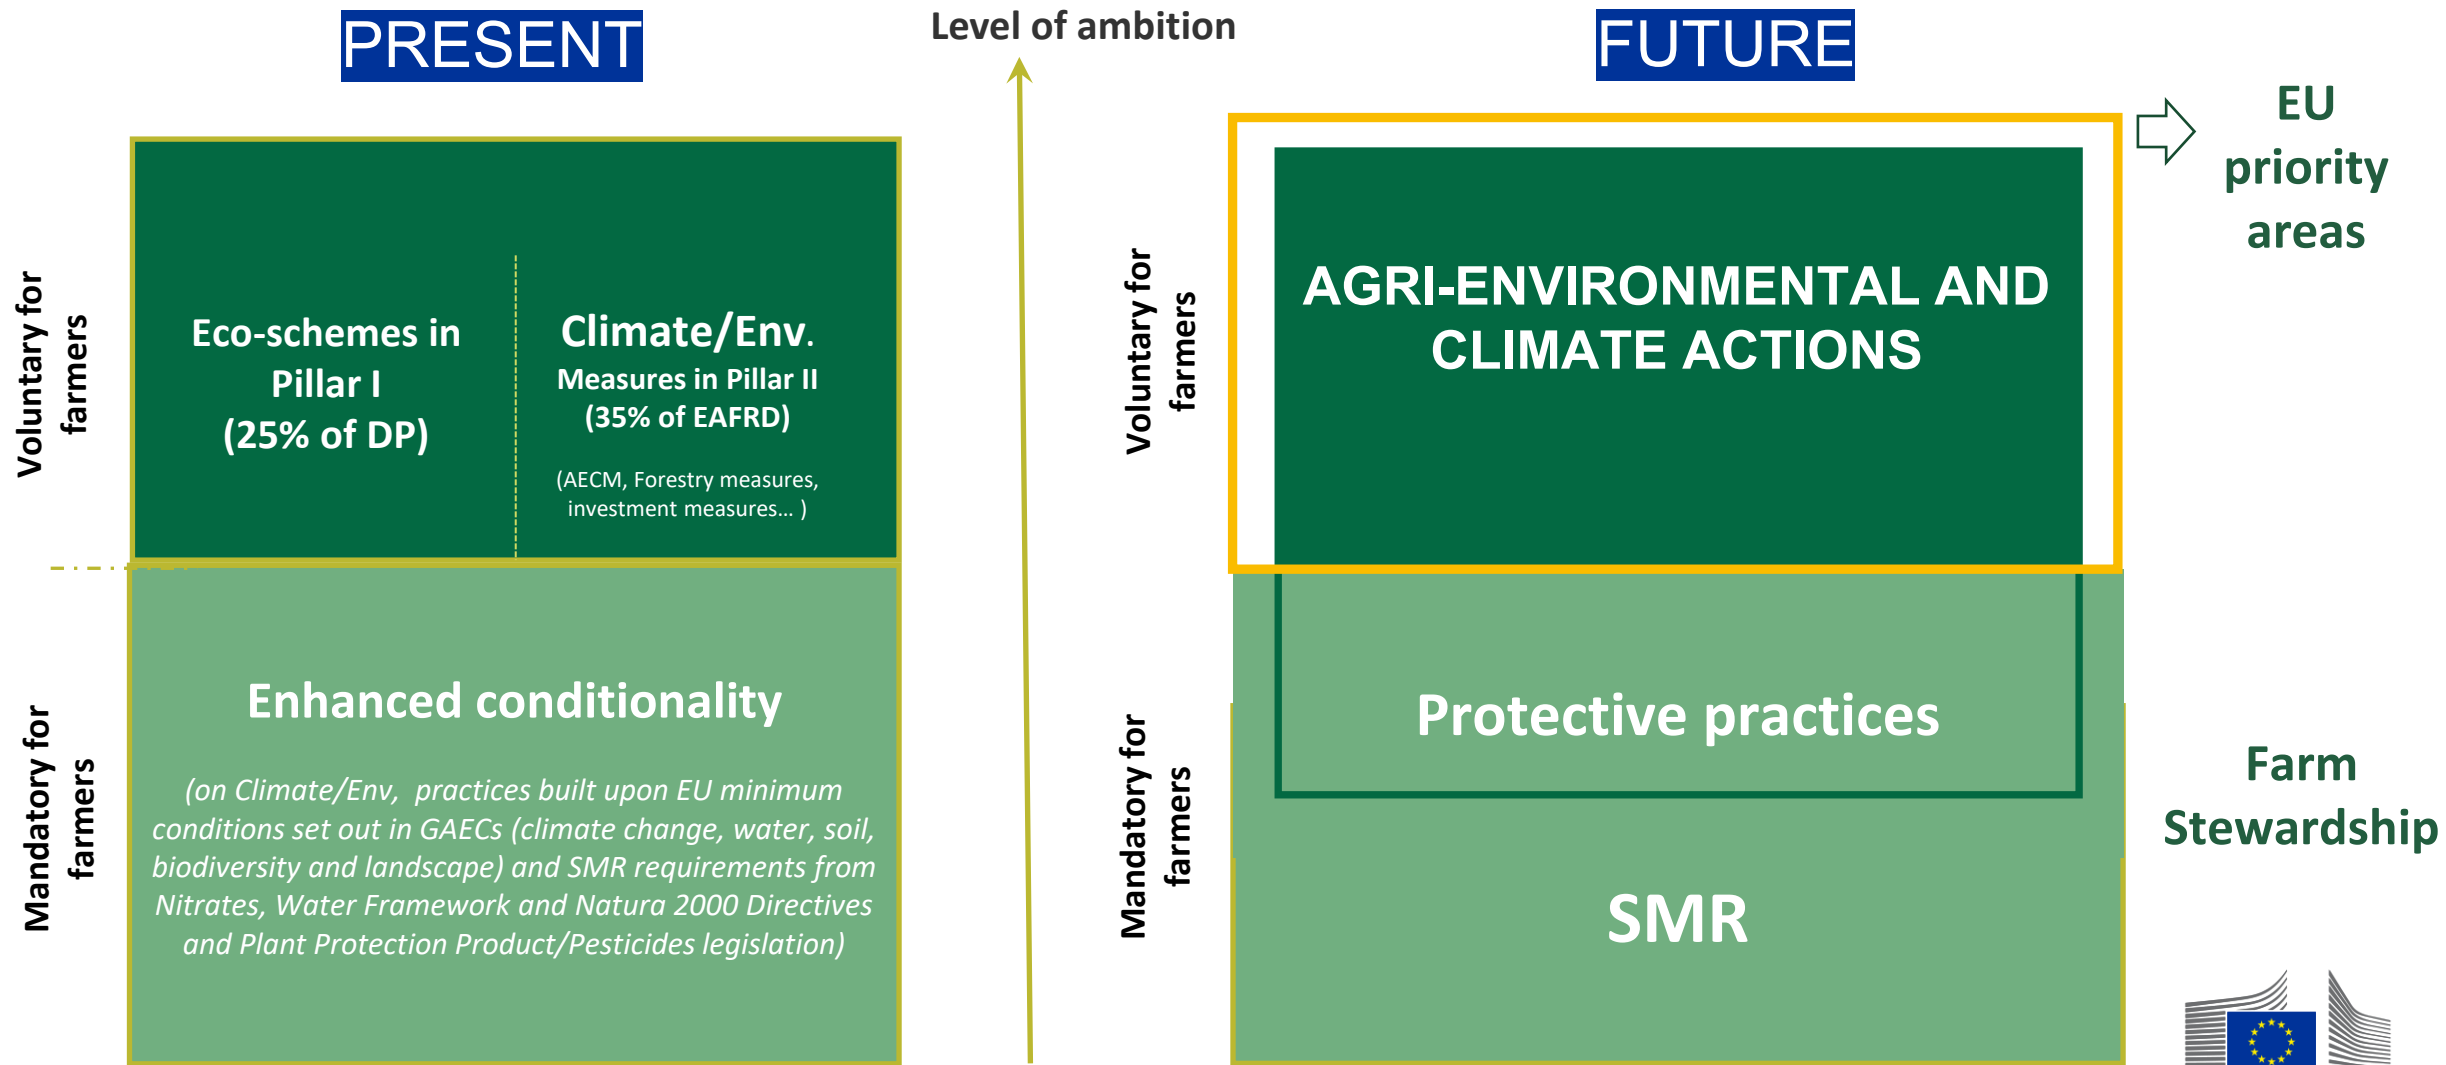 PRESENT
Level of ambition
FUTURE
Voluntary for
farmers
Eco-schemes in
Pillar I
(25% of DP)
Climate/Env.
Measures in Pillar II
(35% of EAFRD)
(AECM, Forestry measures,
investment measures... )
Mandatory for
farmers
Enhanced conditionality
(on Climate/Env, practices built upon EU minimum
conditions set out in GAECs (climate change, water, soil,
biodiversity and landscape) and SMR requirements from
Nitrates, Water Framework and Natura 2000 Directives
and Plant Protection Product/Pesticides legislation)
Voluntary for
farmers
AGRI-ENVIRONMENTAL AND
CLIMATE ACTIONS
EU
priority
areas
Mandatory for
farmers
Protective practices
SMR
Farm
Stewardship